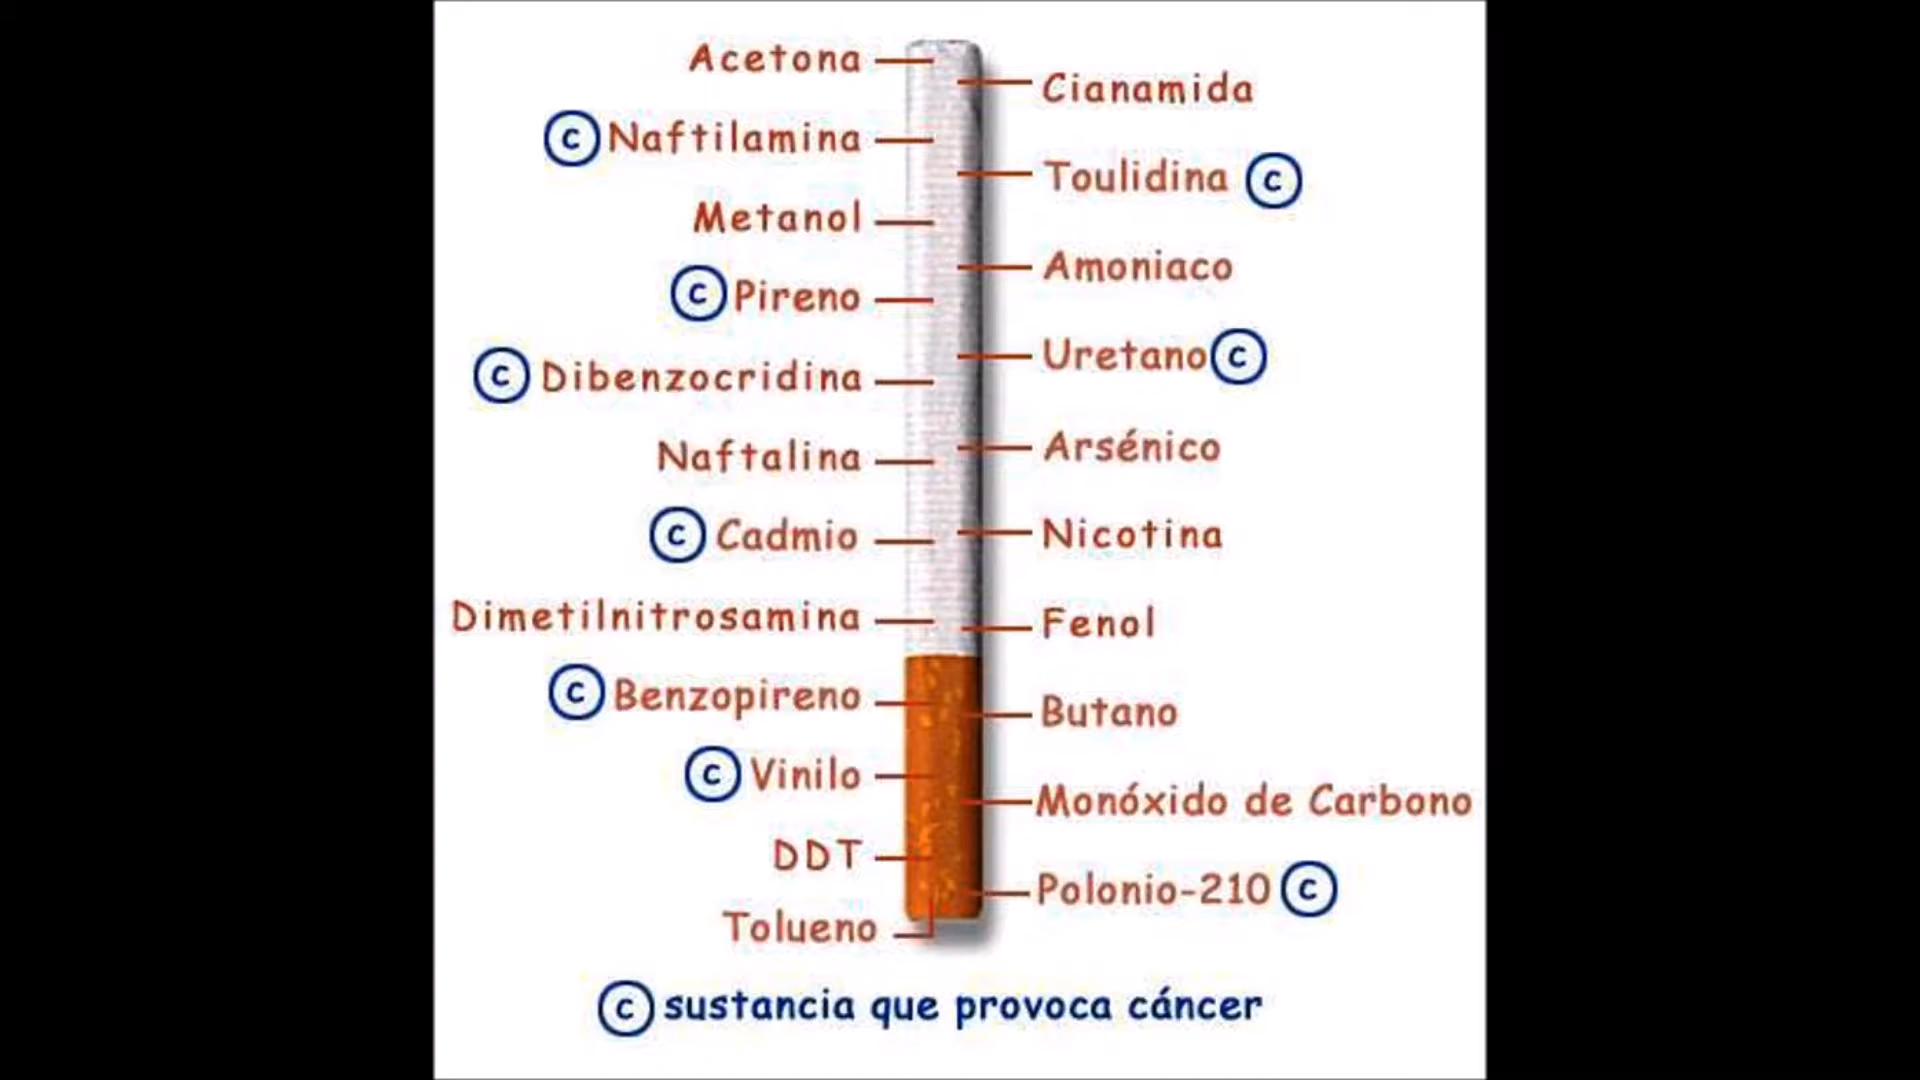 Acetona
Cianamida
© Naftilamina
Toulidina ©
Metanol
Amoniaco
© Pireno
Uretano ©
© Dibenzocridina
Arsénico
Naftalina
Nicotina
© Cadmio
Dimetilnitrosamina
Fenol
© Benzopireno
Butano
© Vinilo
Monóxido de Carbono
DDT
Polonio-210 ©
Tolueno
© sustancia que provoca cáncer